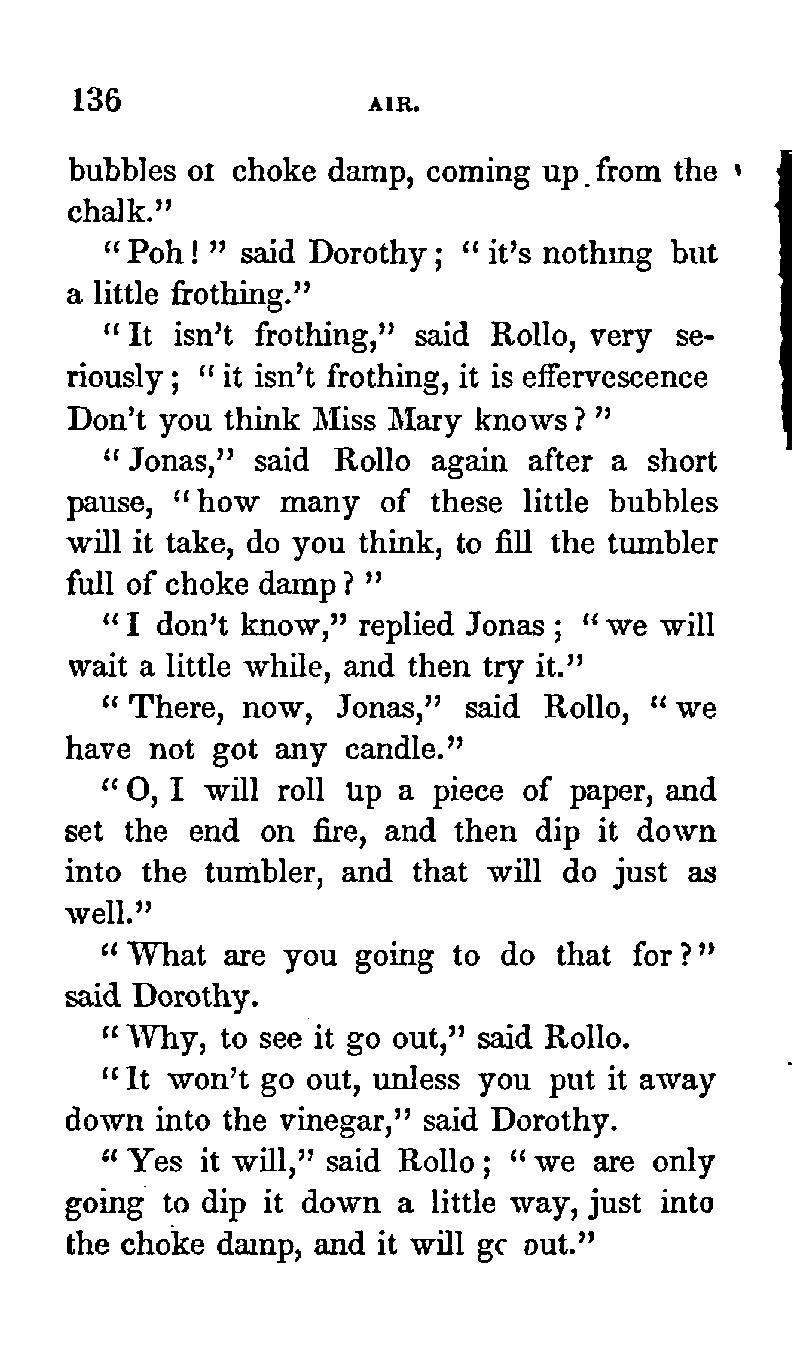 136 AIR.
bubbles of choke damp, coming up from the
chalk."
"Poh!" said Dorothy; "it's nothing but
a little frothing."
"It isn't frothing," said Rollo, very se-
riously; "it isn't frothing, it is effervescence
Don't you think Miss Mary knows?"
"Jonas," said Rollo again after a short
pause, "how many of these little bubbles
will it take, do you think, to fill the tumbler
full of choke damp?"
"I don't know," replied Jonas; "we will
wait a little while, and then try it."
"There, now, Jonas," said Rollo, "we
have not got any candle."
"O, I will roll up a piece of paper, and
set the end on fire, and then dip it down
into the tumbler, and that will do just as
well."
"What are you going to do that for?"
said Dorothy.
"Why, to see it go out," said Rollo.
"It won't go out, unless you put it away
down into the vinegar," said Dorothy.
"Yes it will," said Rollo; "we are only
going to dip it down a little way, just into
the choke damp, and it will go out."